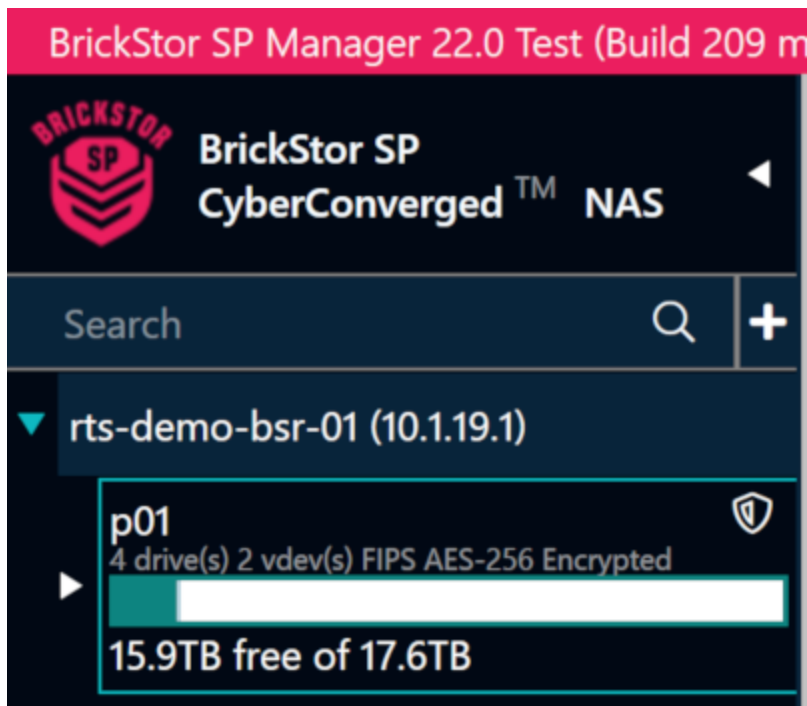 BrickStor SP Manager 22.0 Test (Build 209 m
BRICKSTOR
SP
BrickStor SP
CyberConverged TM NAS
Search
rts-demo-bsr-01 (10.1.19.1)
p01
4 drive(s) 2 vdev(s) FIPS AES-256 Encrypted
15.9TB free of 17.6TB